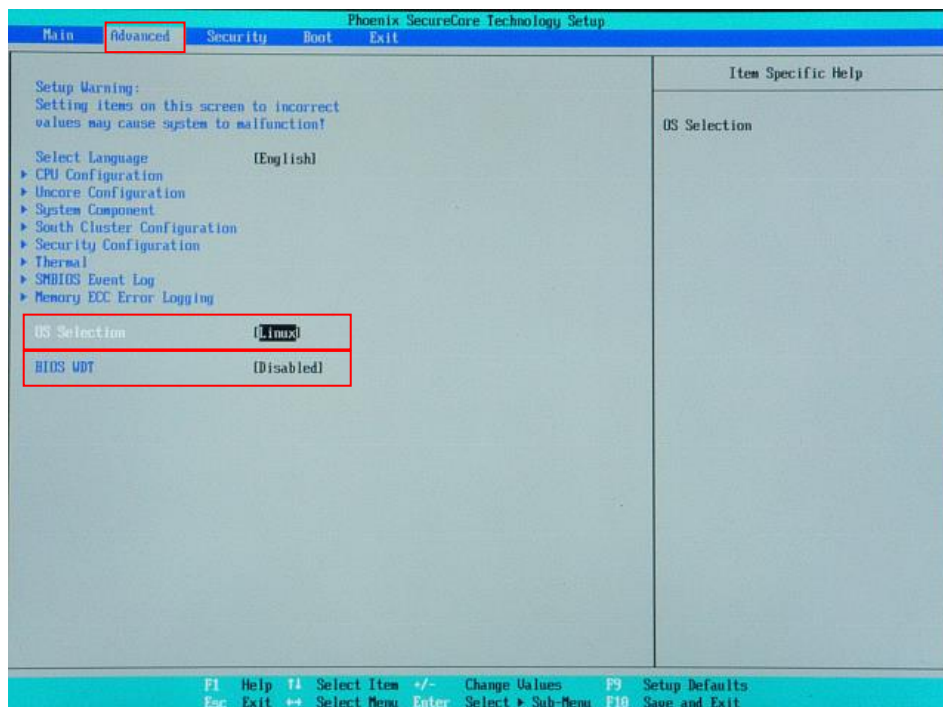 Phoenix SecureCore Technology Setup
Main Advanced Security Boot Exit
Setup Warning:
Setting items on this screen to incorrect
values may cause system to malfunction!
Select Language [English]
▶ CPU Configuration
▶ Uncore Configuration
▶ System Component
▶ South Cluster Configuration
▶ Security Configuration
▶ Thermal
▶ SMBIOS Event Log
▶ Memory ECC Error Logging
OS Selection [Linux]
BIOS WDT [Disabled]
Item Specific Help
OS Selection
F1 Help ↑↓ Select Item +/- Change Values F9 Setup Defaults
Esc Exit ↔ Select Menu Enter Select ▶ Sub-Menu F10 Save and Exit